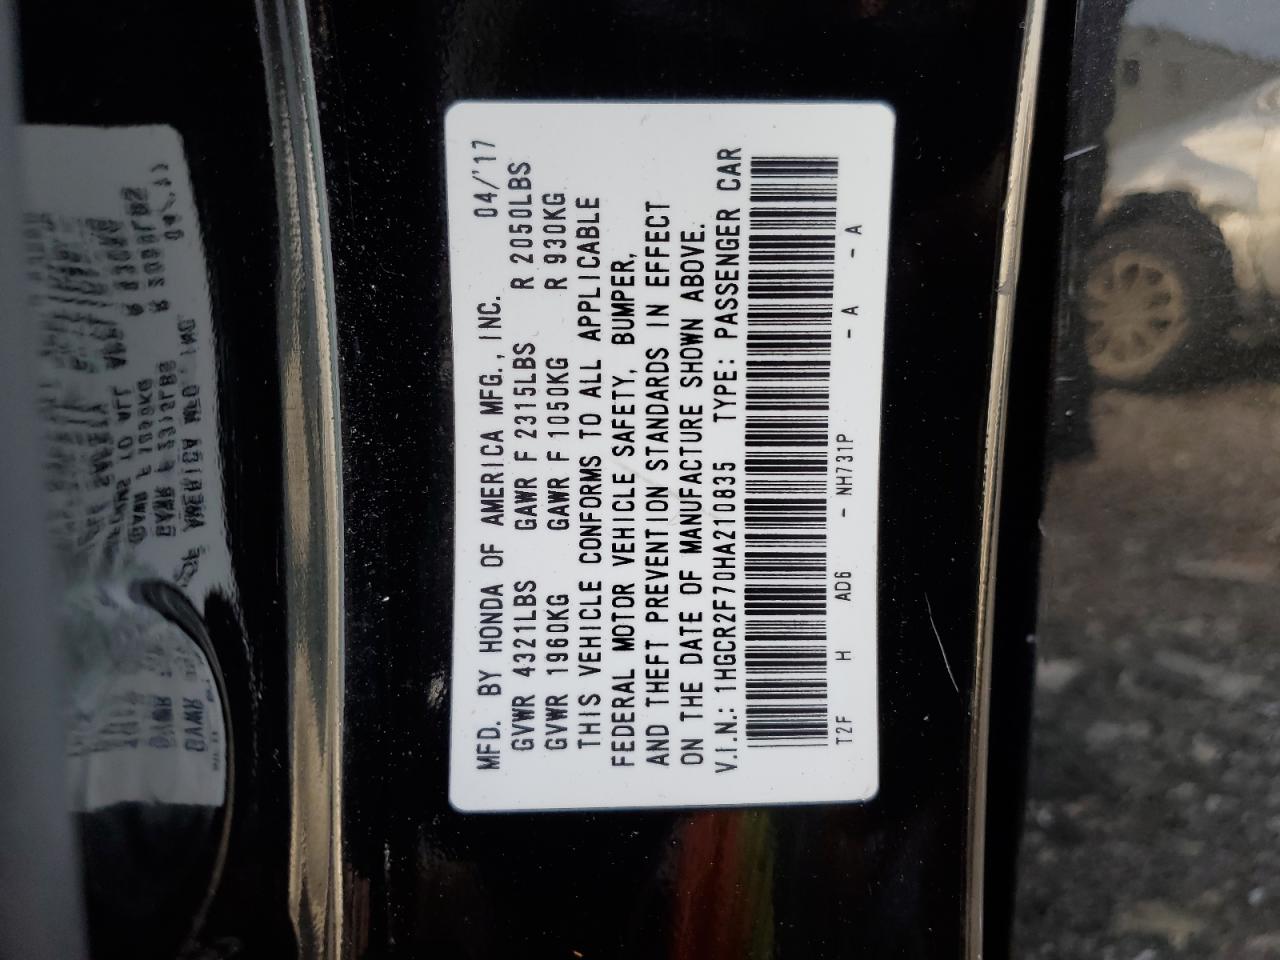 MFD. BY HONDA OF AMERICA MFG., INC. 04/'17
GVWR 4321LBS GAWR F 2315LBS R 2050LBS
GVWR 1960KG GAWR F 1050KG R 930KG
THIS VEHICLE CONFORMS TO ALL APPLICABLE
FEDERAL MOTOR VEHICLE SAFETY, BUMPER,
AND THEFT PREVENTION STANDARDS IN EFFECT
ON THE DATE OF MANUFACTURE SHOWN ABOVE.
V.I.N.: 1HGCR2F70HA210835 TYPE: PASSENGER CAR
T2F H AD6 - NH731P - A - A